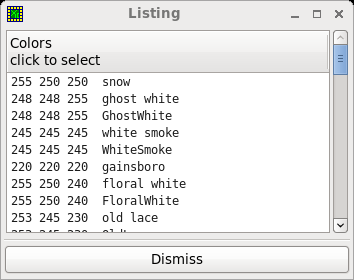 Listing
Colors
click to select
255 250 250 snow
248 248 255 ghost white
248 248 255 GhostWhite
245 245 245 white smoke
245 245 245 WhiteSmoke
220 220 220 gainsboro
255 250 240 floral white
255 250 240 FloralWhite
253 245 230 old lace
Dismiss